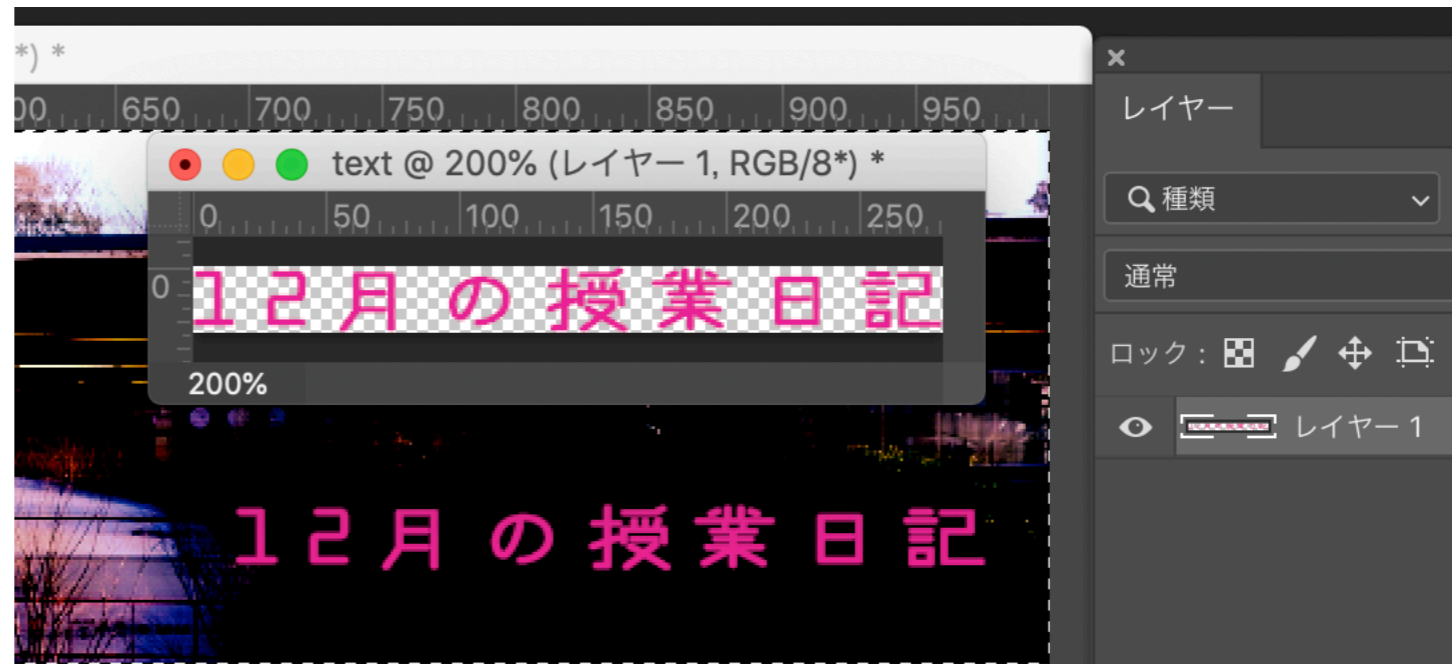 *) *
00 650 700 750 800 850 900 950
text @ 200% (レイヤー 1, RGB/8*) *
0 50 100 150 200 250
0
12月の授業日記
200%
12月の授業日記
レイヤー
種類
通常
ロック :
レイヤー 1